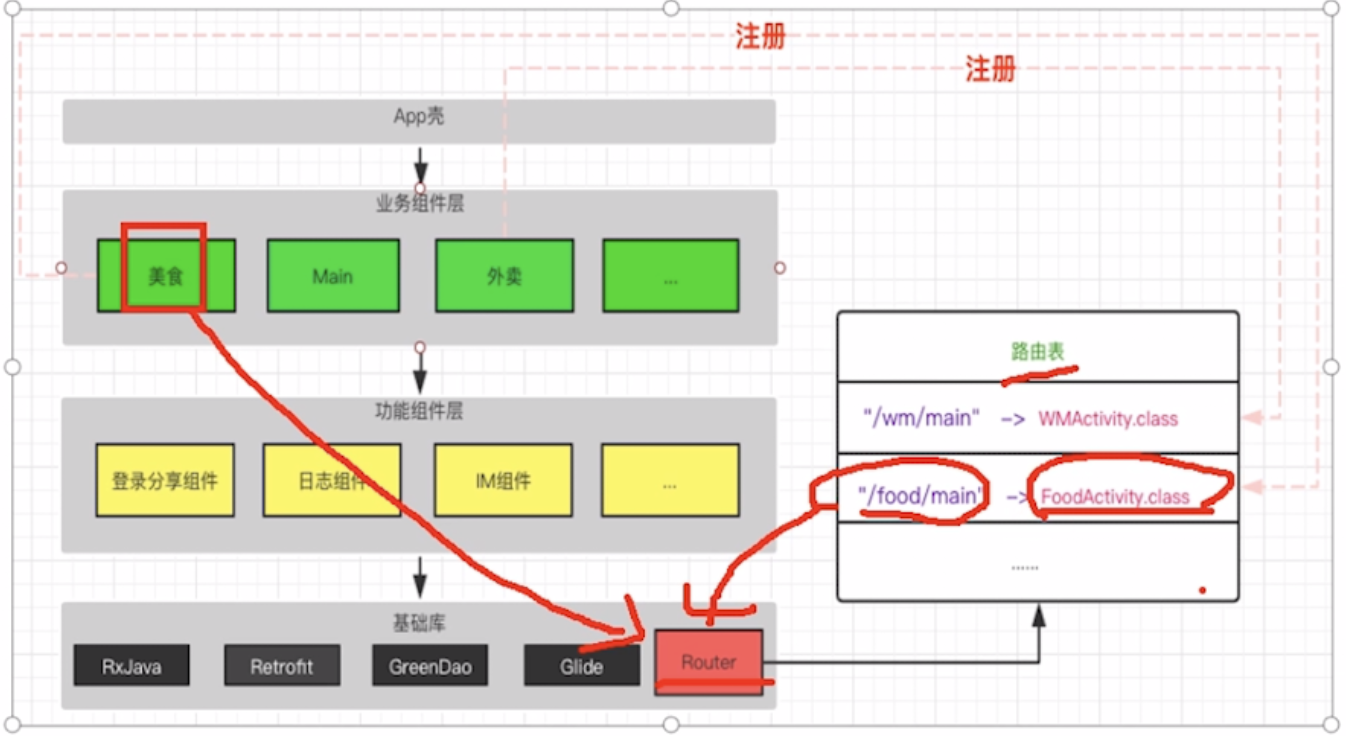 注册
注册
App壳
业务组件层
美食
Main
外卖
...
路由表
"/wm/main" -> WMActivity.class
"/food/main" -> FoodActivity.class
......
功能组件层
登录分享组件
日志组件
IM组件
...
基础库
RxJava
Retrofit
GreenDao
Glide
Router